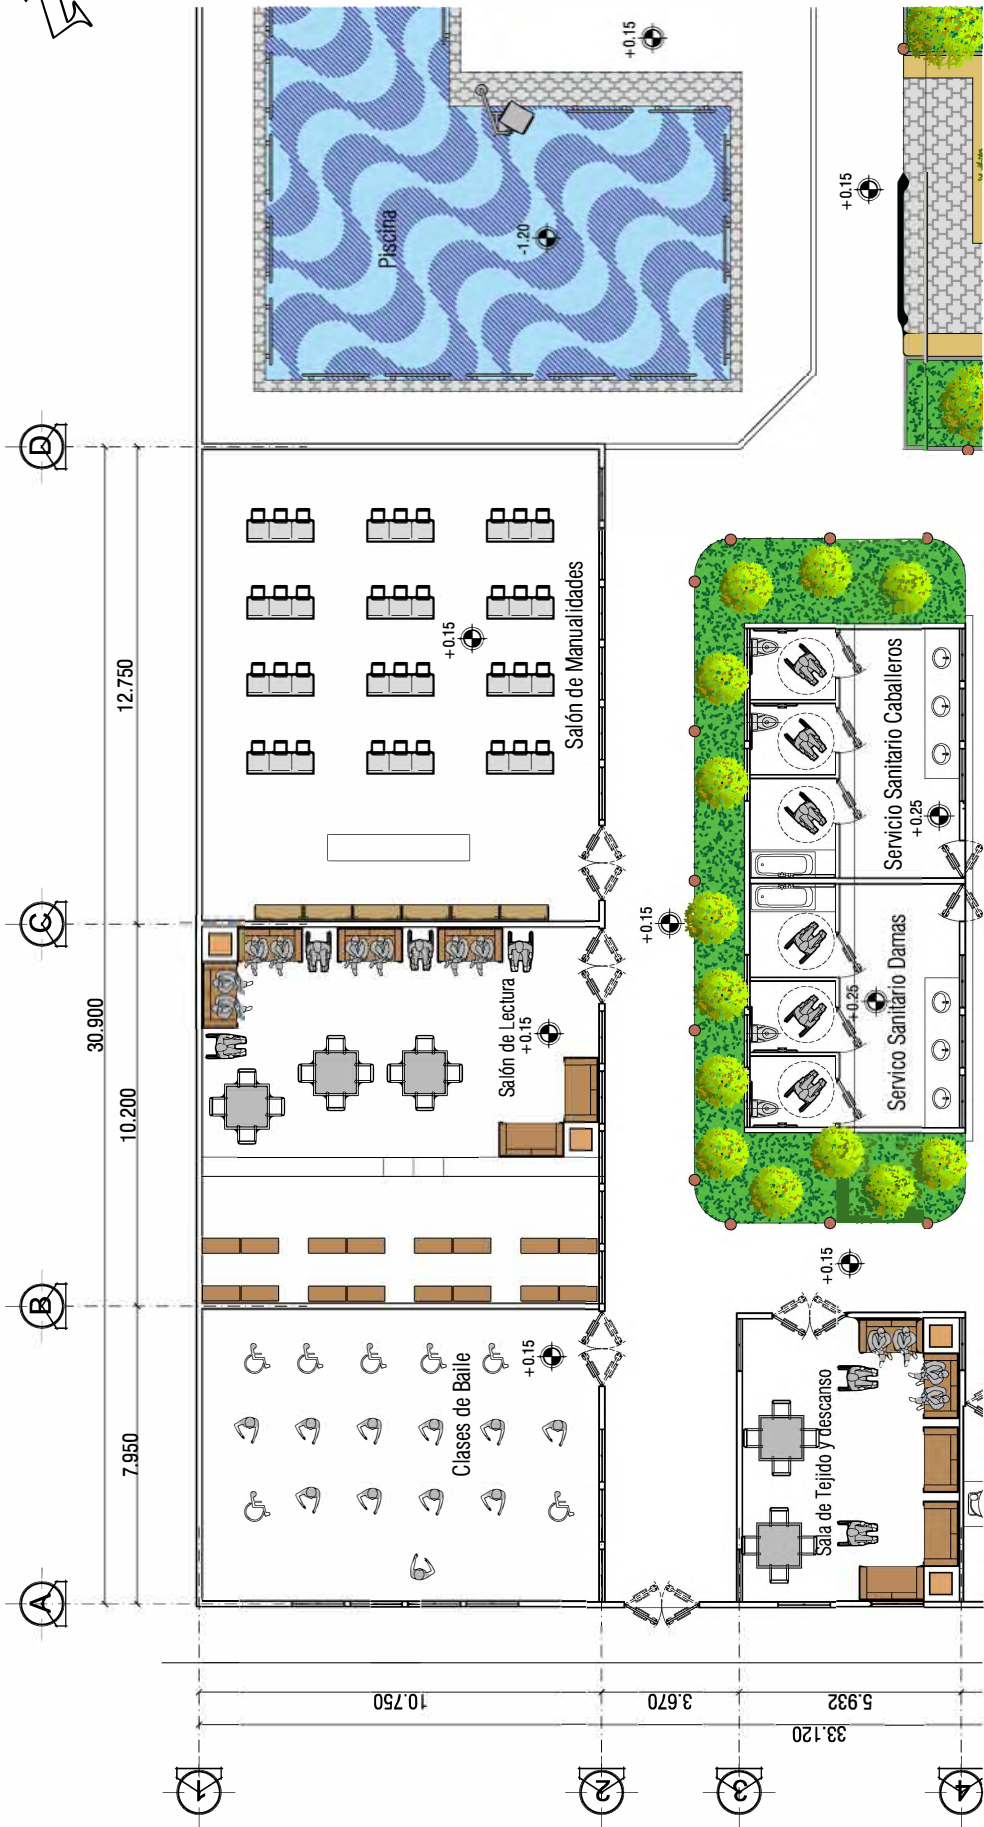 +0.15
+0.15
Piscina
-1.20
D
12.750
+0.15
Salón de Manualidades
C
30.900
+0.15
Servicio Sanitario Caballeros
+0.25
Salón de Lectura
+0.15
Servico Sanitario Damas
+0.25
10.200
B
+0.15
Clases de Baile
+0.15
7.950
Sala de Tejido y descanso
A
10.750
3.670
5.932
33.120
1
2
3
4